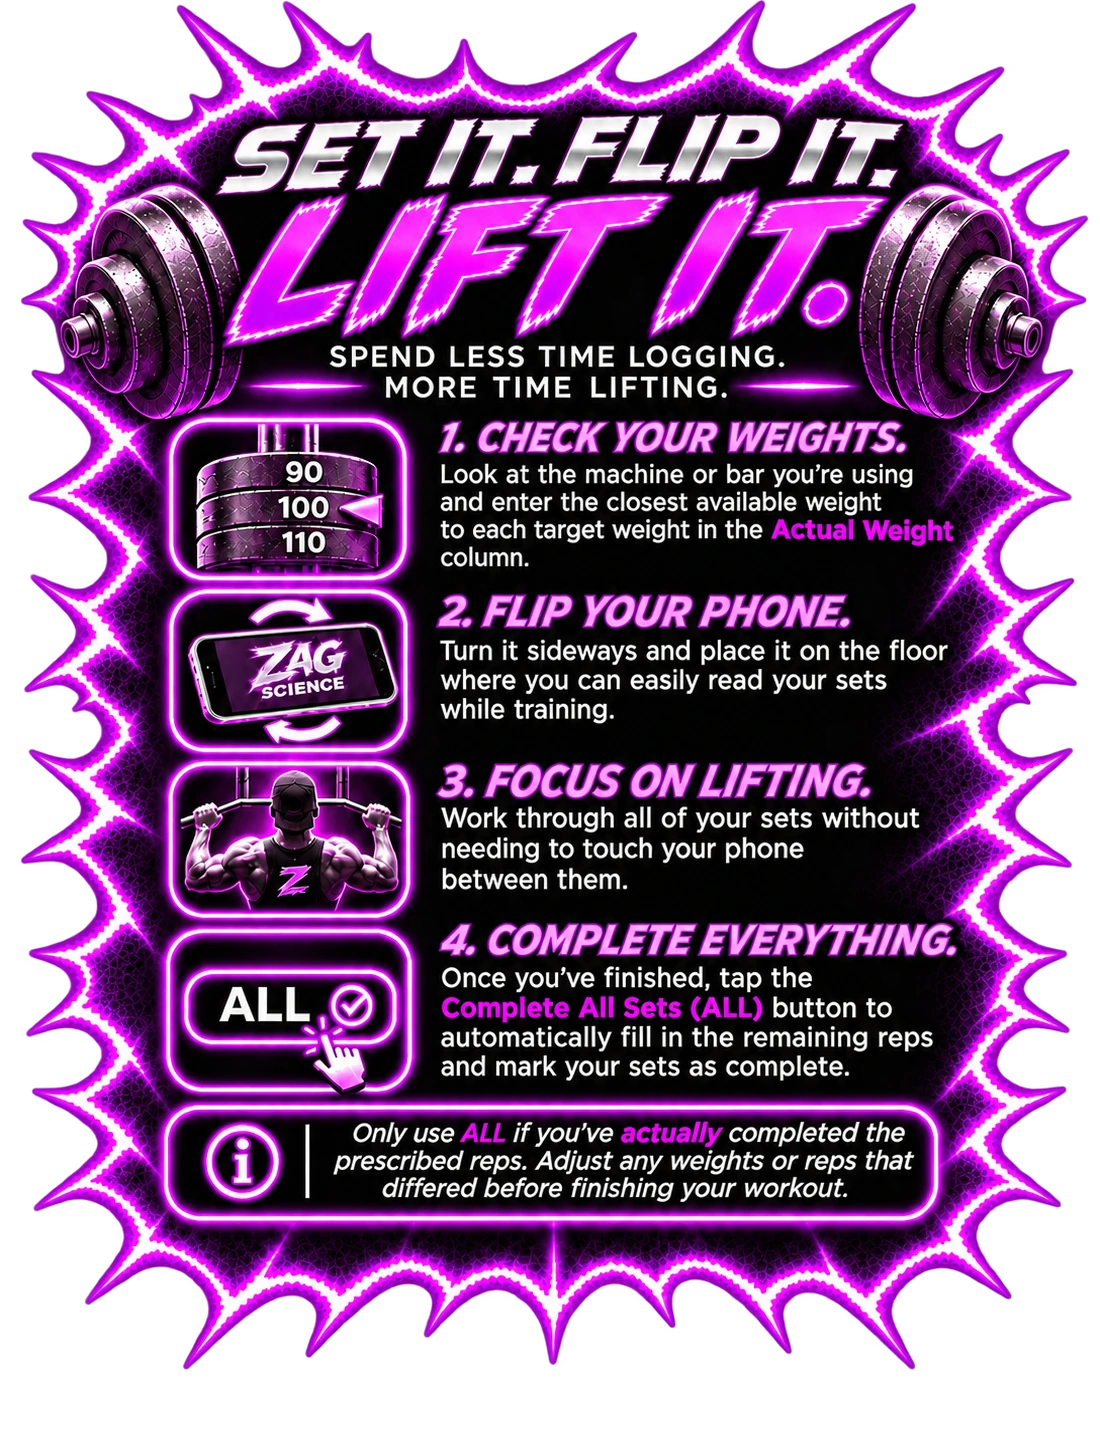 SET IT. FLIP IT.
LIFT IT.
SPEND LESS TIME LOGGING.
MORE TIME LIFTING.
90
100
110
1. CHECK YOUR WEIGHTS.
Look at the machine or bar you're using
and enter the closest available weight
to each target weight in the Actual Weight
column.
ZAG
SCIENCE
2. FLIP YOUR PHONE.
Turn it sideways and place it on the floor
where you can easily read your sets
while training.
Z
3. FOCUS ON LIFTING.
Work through all of your sets without
needing to touch your phone
between them.
ALL
4. COMPLETE EVERYTHING.
Once you've finished, tap the
Complete All Sets (ALL) button to
automatically fill in the remaining reps
and mark your sets as complete.
i
Only use ALL if you've actually completed the
prescribed reps. Adjust any weights or reps that
differed before finishing your workout.